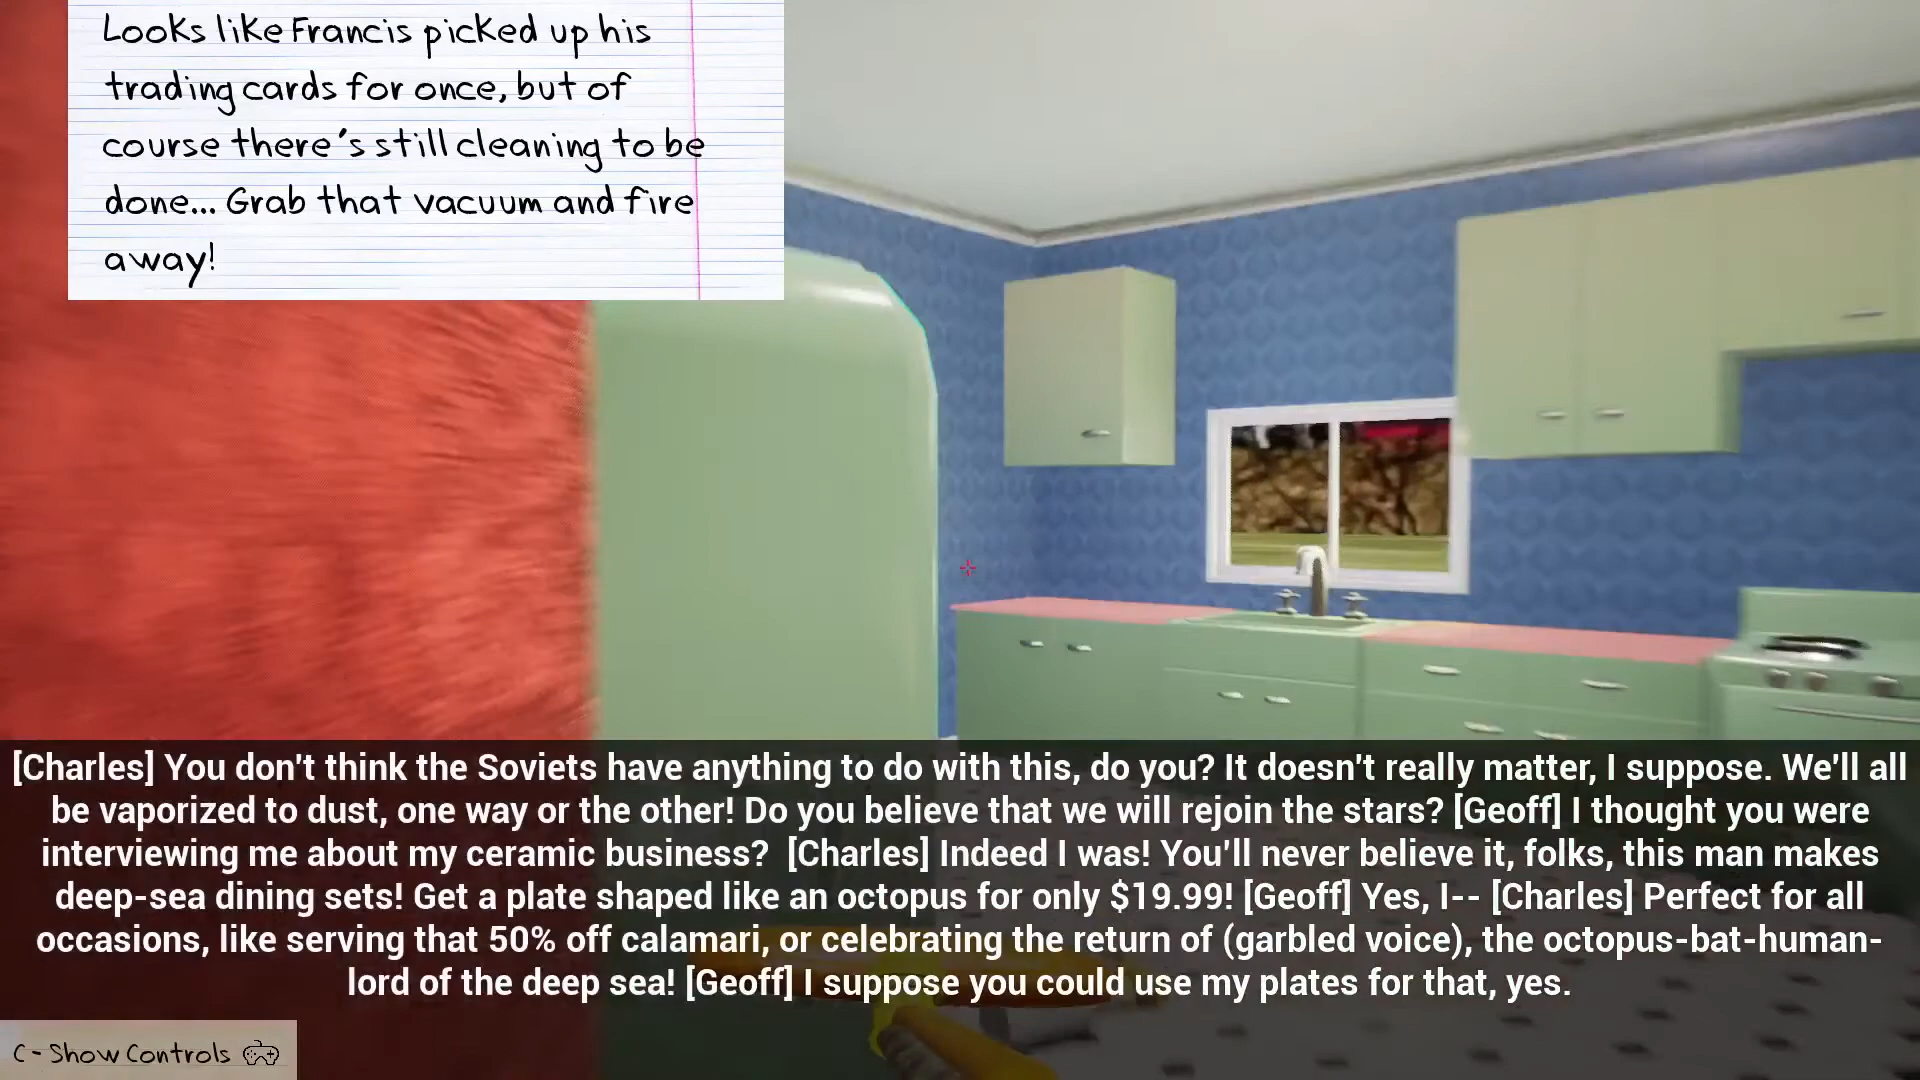 Looks like Francis picked up his
trading cards for once, but of
course there's still cleaning to be
done... Grab that vacuum and fire
away!
[Charles] You don't think the Soviets have anything to do with this, do you? It doesn't really matter, I suppose. We'll all
be vaporized to dust, one way or the other! Do you believe that we will rejoin the stars? [Geoff] I thought you were
interviewing me about my ceramic business?  [Charles] Indeed I was! You'll never believe it, folks, this man makes
deep-sea dining sets! Get a plate shaped like an octopus for only $19.99! [Geoff] Yes, I-- [Charles] Perfect for all
occasions, like serving that 50% off calamari, or celebrating the return of (garbled voice), the octopus-bat-human-
lord of the deep sea! [Geoff] I suppose you could use my plates for that, yes.
C - Show Controls